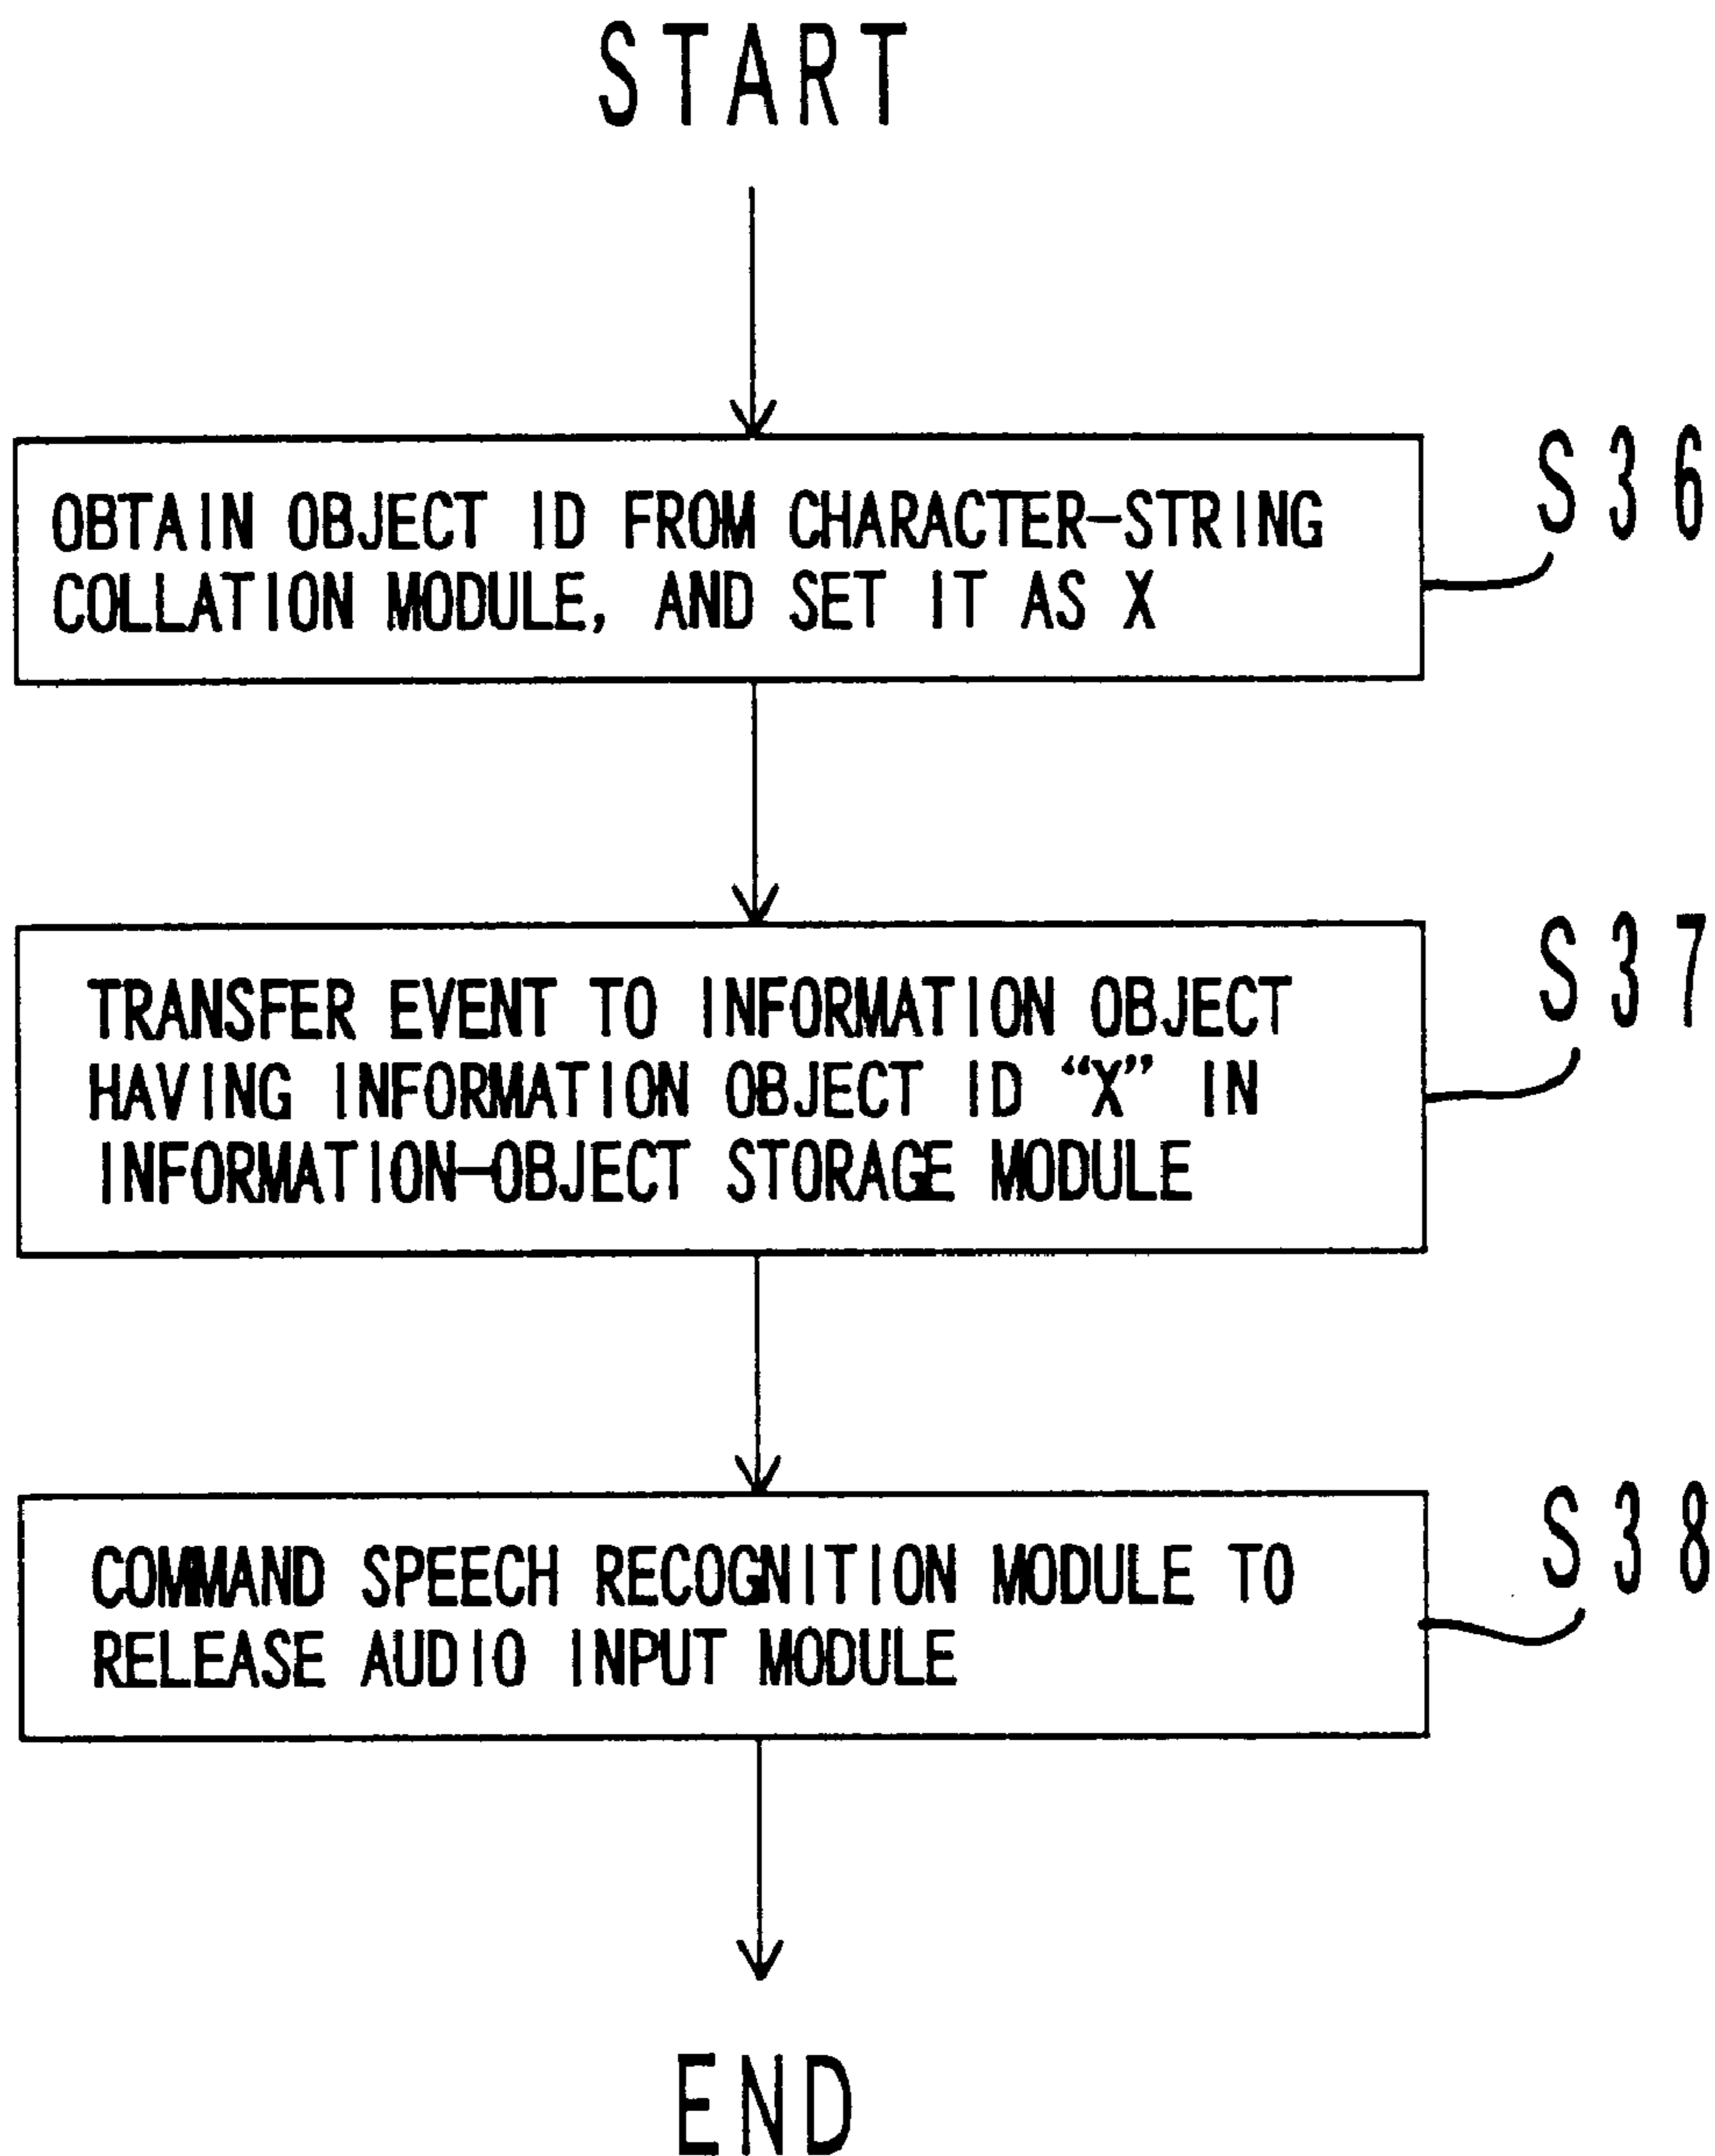 START
OBTAIN OBJECT ID FROM CHARACTER-STRING
COLLATION MODULE, AND SET IT AS X
S36
TRANSFER EVENT TO INFORMATION OBJECT
HAVING INFORMATION OBJECT ID “X” IN
INFORMATION-OBJECT STORAGE MODULE
S37
COMMAND SPEECH RECOGNITION MODULE TO
RELEASE AUDIO INPUT MODULE
S38
END